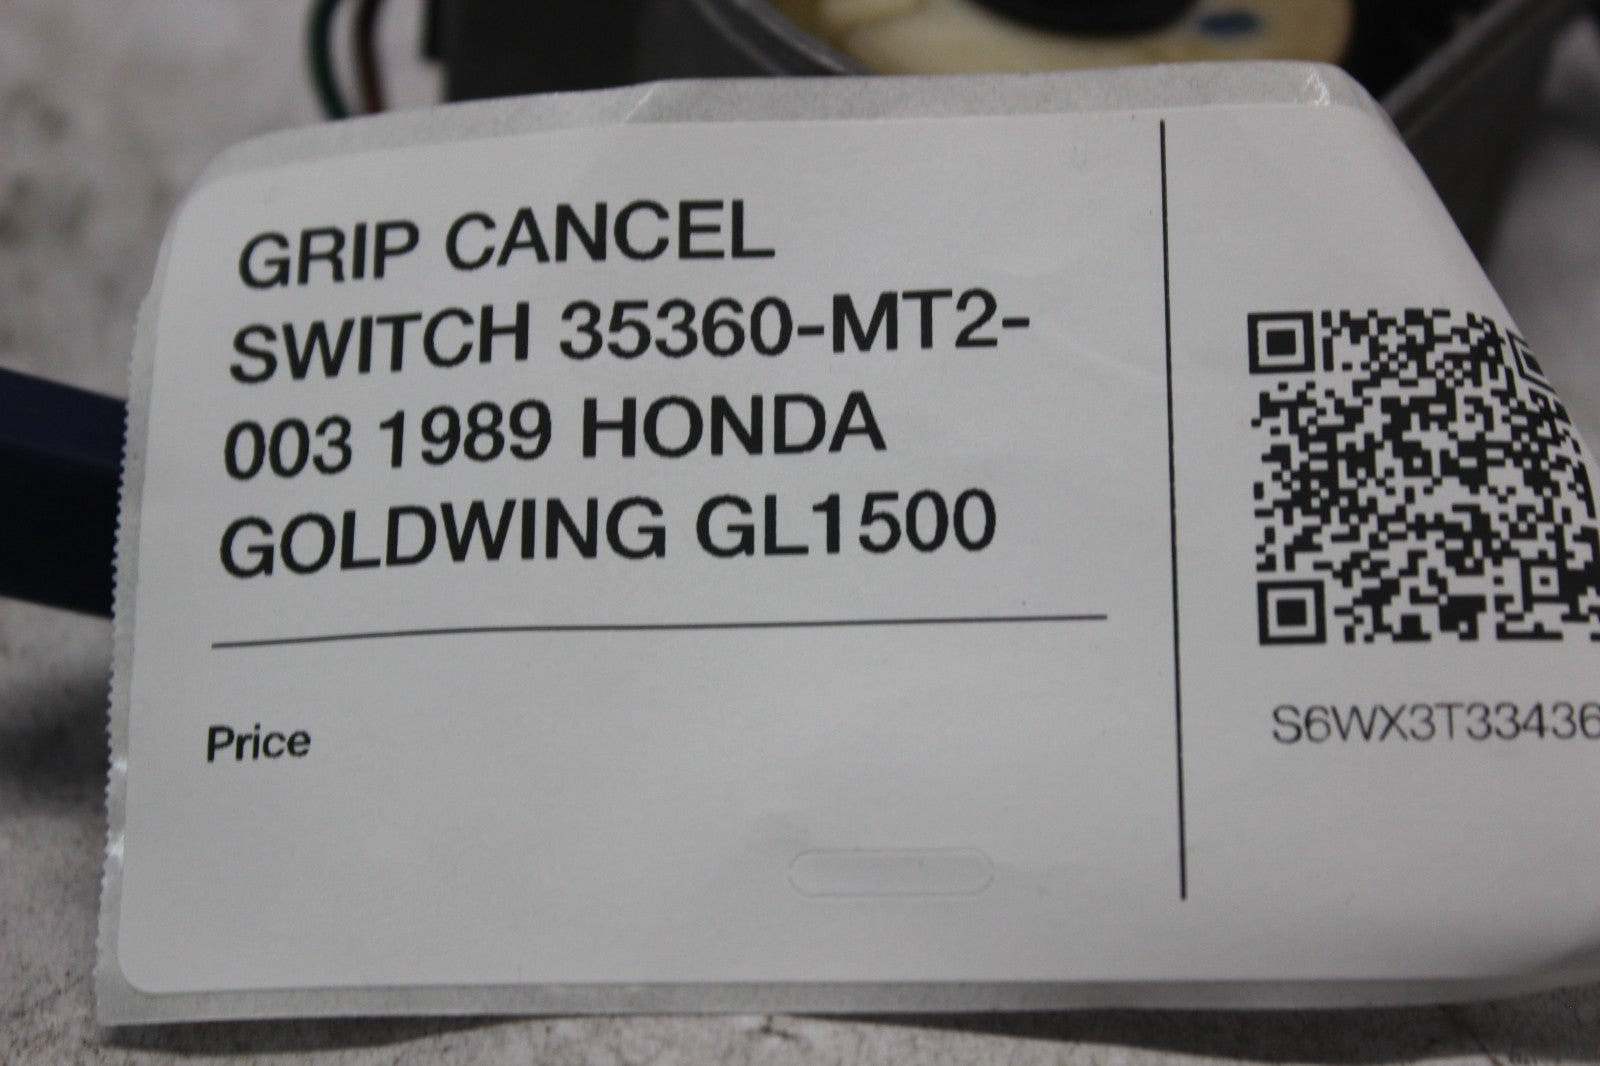 GRIP CANCEL
SWITCH 35360-MT2-
003 1989 HONDA
GOLDWING GL1500
Price
S6WX3T33436